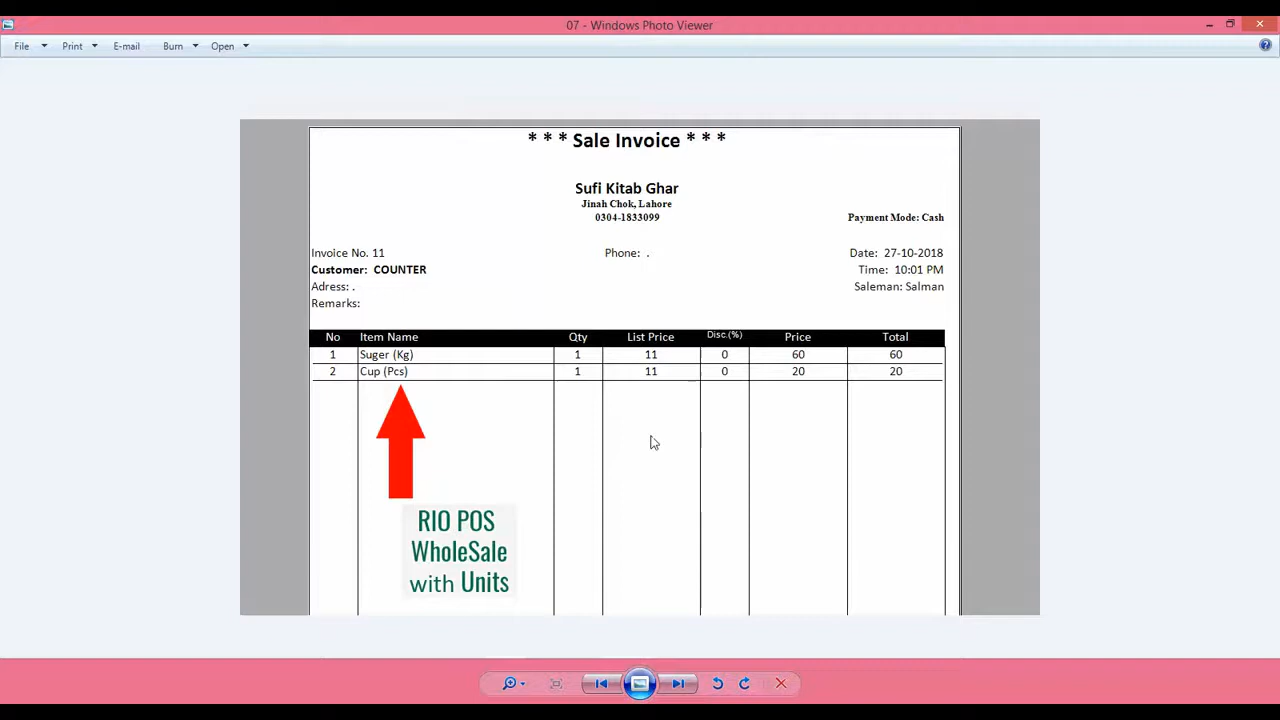 07 - Windows Photo Viewer
File Print E-mail Burn Open
* * * Sale Invoice * * *
Sufi Kitab Ghar
Jinah Chok, Lahore
0304-1833099 Payment Mode: Cash
Invoice No. 11 Phone: . Date: 27-10-2018
Customer: COUNTER Time: 10:01 PM
Adress: . Saleman: Salman
Remarks:
No Item Name Qty List Price Disc.(%) Price Total
1 Suger (Kg) 1 11 0 60 60
2 Cup (Pcs) 1 11 0 20 20
RIO POS
WholeSale
with Units